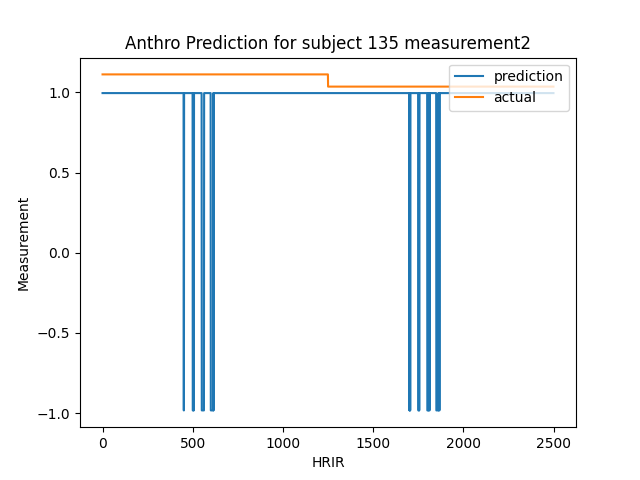 Anthro Prediction for subject 135 measurement2
prediction
actual
1.0
0.5
0.0
−0.5
−1.0
Measurement
0 500 1000 1500 2000 2500
HRIR